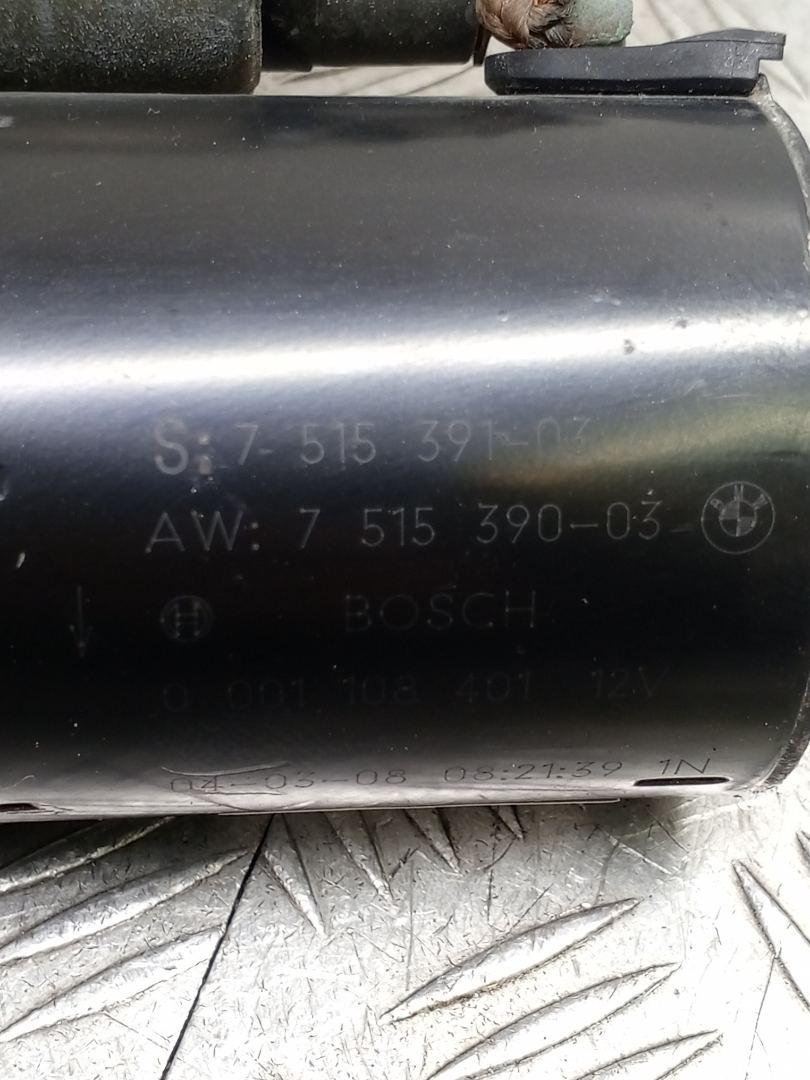 S: 7 515 391-03
AW: 7 515 390-03
BOSCH
0 001 108 401 12V
04-03-08 08:21:39 1N